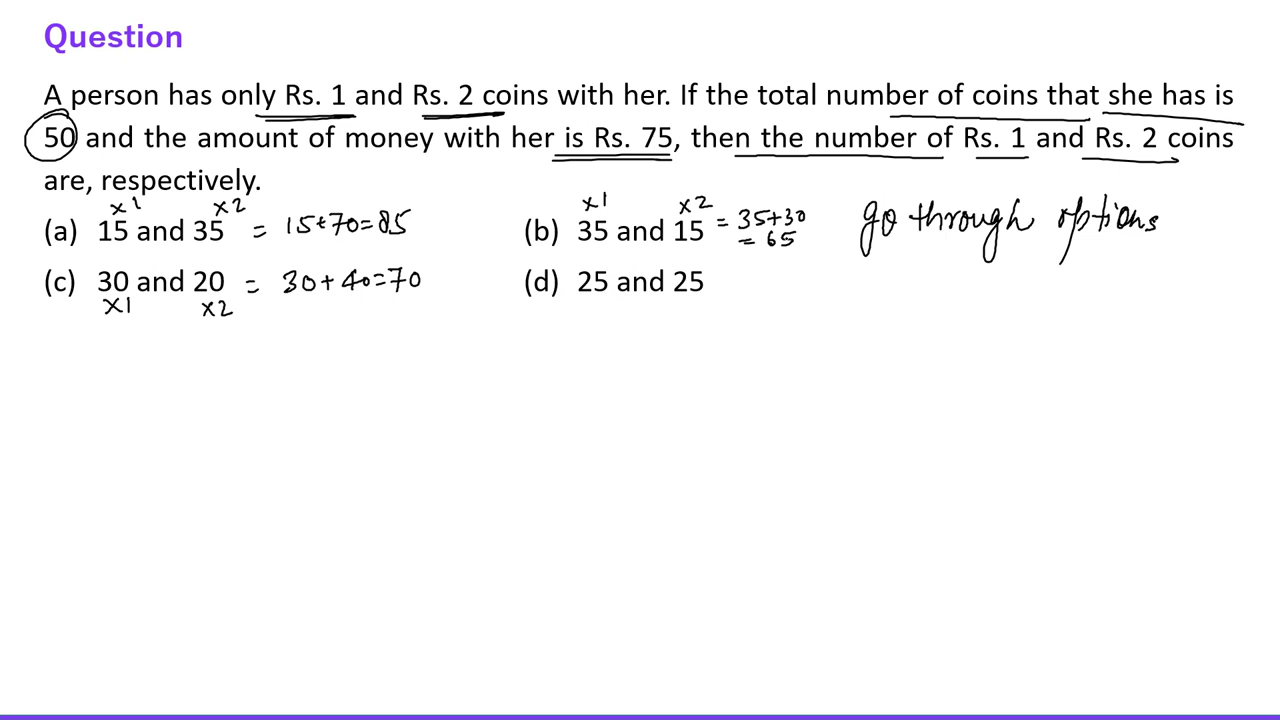 Question
A person has only Rs. 1 and Rs. 2 coins with her. If the total number of coins that she has is
50 and the amount of money with her is Rs. 75, then the number of Rs. 1 and Rs. 2 coins
are, respectively.
x1 x2 x1 x2
(a) 15 and 35 = 15+70=85 (b) 35 and 15 = 35+30 go through options
= 65
(c) 30 and 20 = 30+40=70 (d) 25 and 25
x1 x2